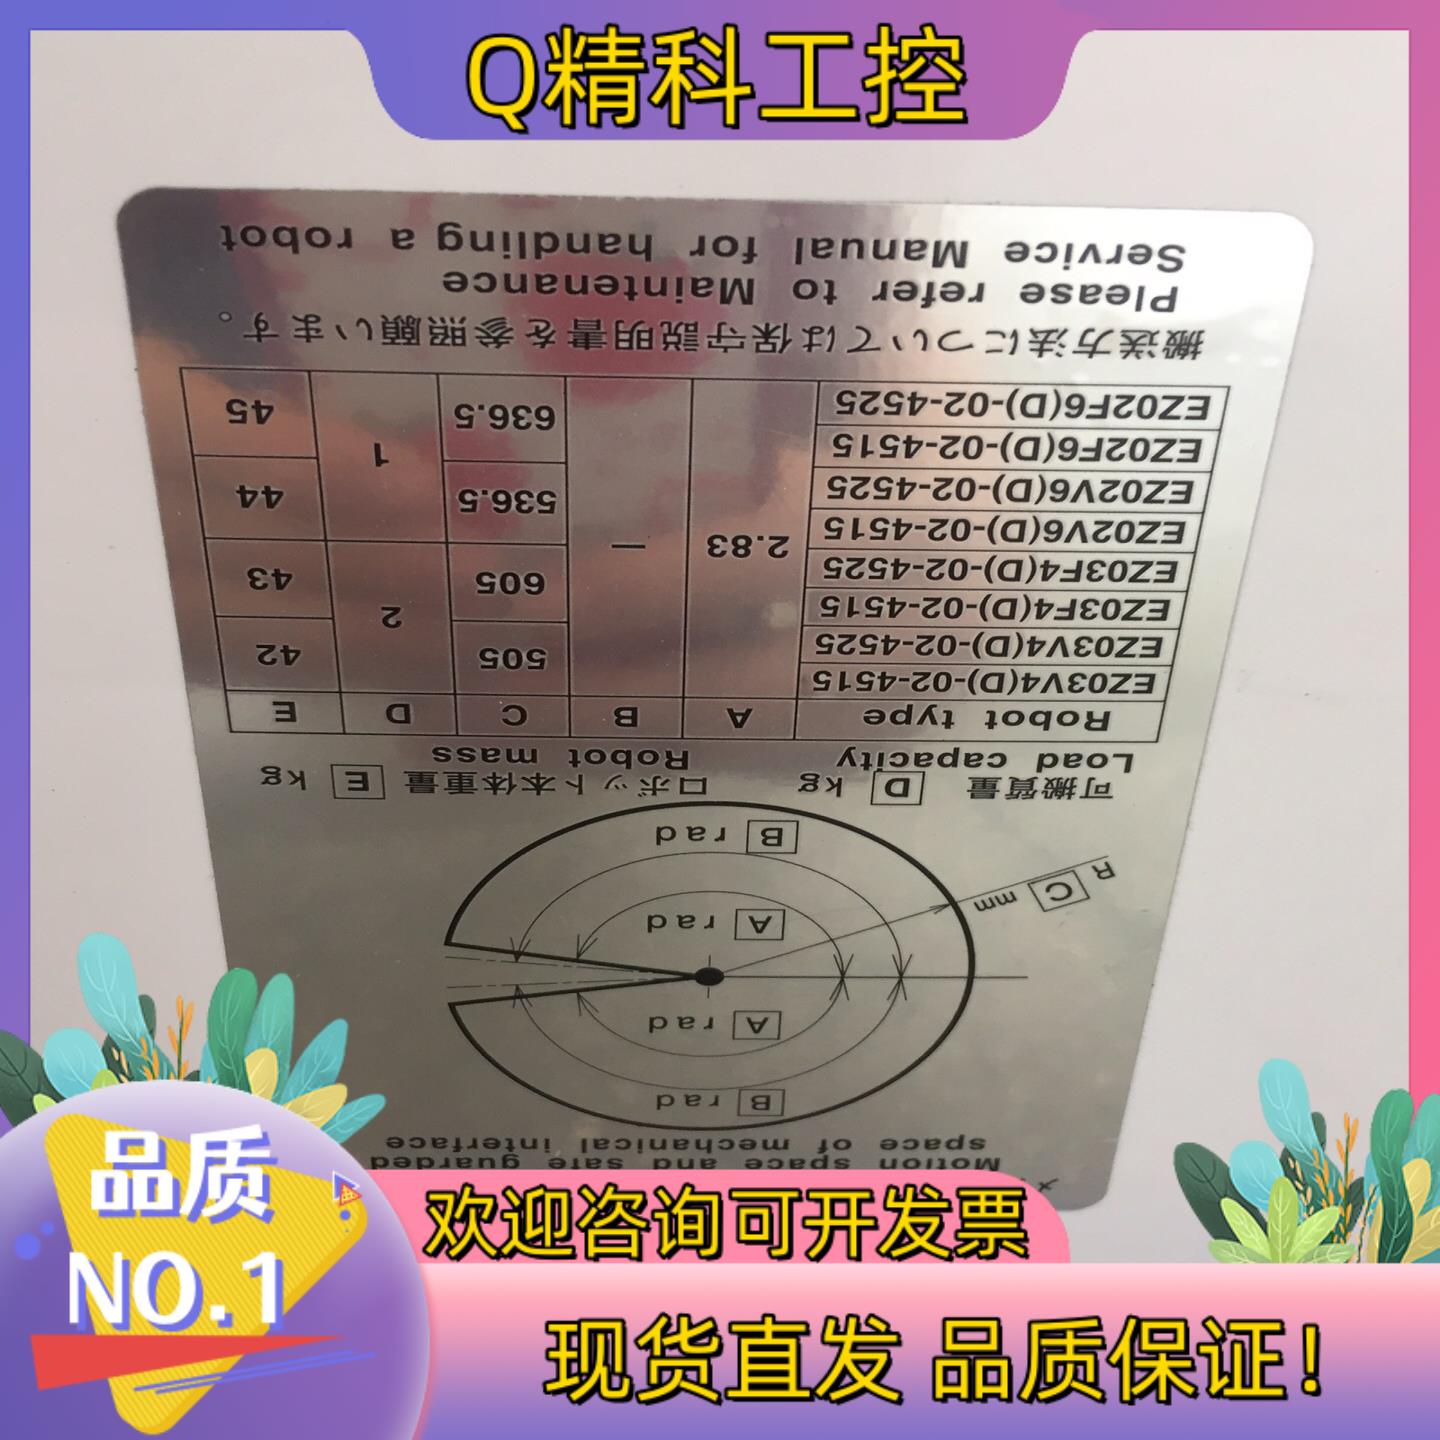 Q精科工控
Motion space and safe guarded
space of mechanical interface
B rad
A rad
A rad
R C mm
B rad
可搬質量 D kg ロボット本体重量 E kg
Load capacity Robot mass
Robot type A B C D E
EZ03V4(D)-02-4515 2.83 — 505 2 42
EZ03V4(D)-02-4525
EZ03F4(D)-02-4515 605 43
EZ03F4(D)-02-4525
EZ02V6(D)-02-4515 536.5 1 44
EZ02V6(D)-02-4525
EZ02F6(D)-02-4515 636.5 45
EZ02F6(D)-02-4525
搬送方法については保守説明書を参照願います。
Please refer to Maintenance
Service Manual for handling a robot
品质
NO.1
欢迎咨询可开发票
现货直发 品质保证!